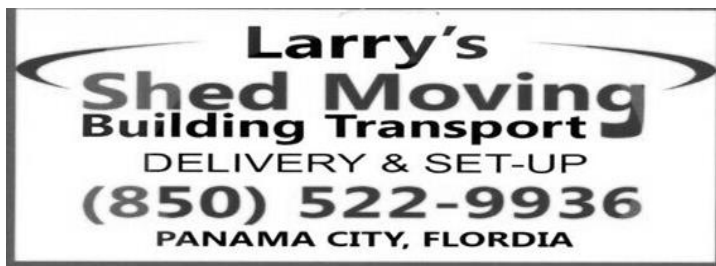 Larry's
Shed Moving
Building Transport
DELIVERY & SET-UP
(850) 522-9936
PANAMA CITY, FLORDIA